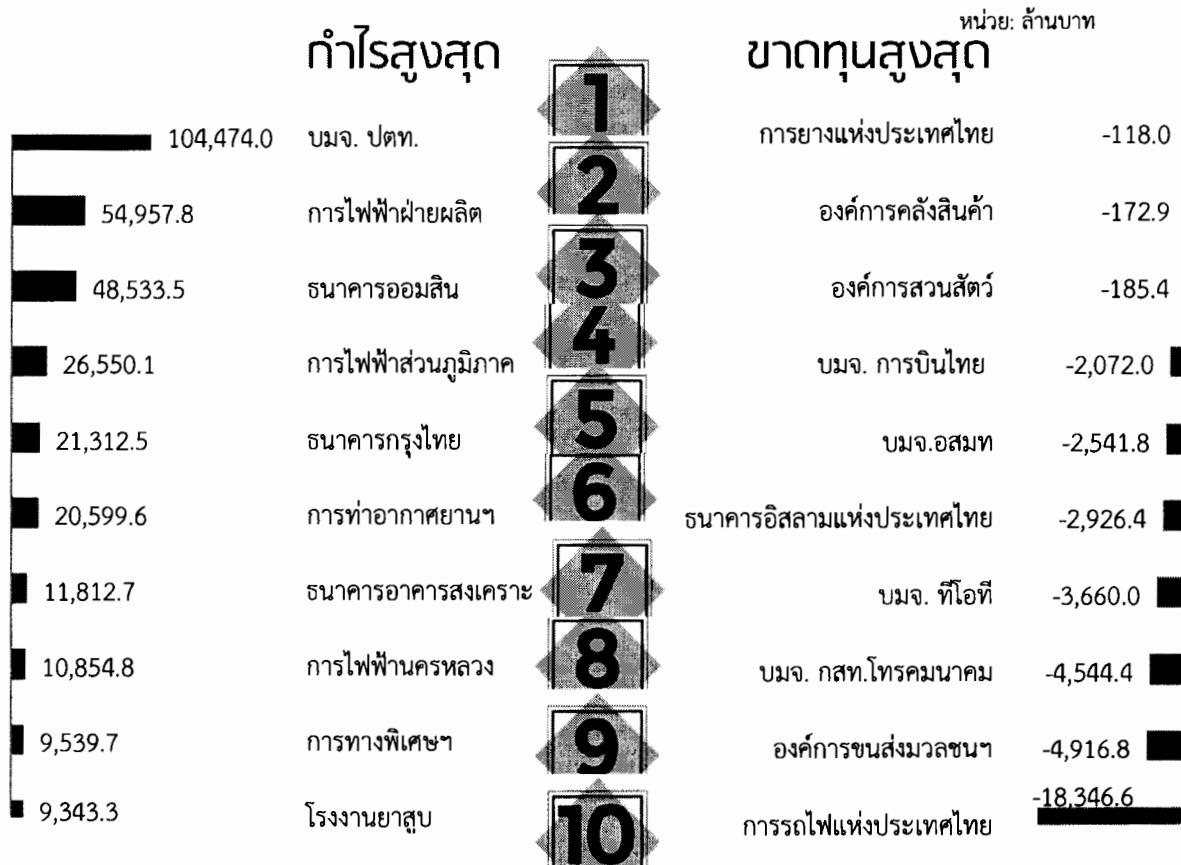 หน่วย: ล้านบาท
กำไรสูงสุด ขาดทุนสูงสุด
104,474.0 บมจ. ปตท. 1 การยางแห่งประเทศไทย -118.0
54,957.8 การไฟฟ้าฝ่ายผลิต 2 องค์การคลังสินค้า -172.9
48,533.5 ธนาคารออมสิน 3 องค์การสวนสัตว์ -185.4
26,550.1 การไฟฟ้าส่วนภูมิภาค 4 บมจ. การบินไทย -2,072.0
21,312.5 ธนาคารกรุงไทย 5 บมจ.อสมท -2,541.8
20,599.6 การท่าอากาศยานฯ 6 ธนาคารอิสลามแห่งประเทศไทย -2,926.4
11,812.7 ธนาคารอาคารสงเคราะ 7 บมจ. ทีโอที -3,660.0
10,854.8 การไฟฟ้านครหลวง 8 บมจ. กสท.โทรคมนาคม -4,544.4
9,539.7 การทางพิเศษฯ 9 องค์การขนส่งมวลชนฯ -4,916.8
9,343.3 โรงงานยาสูบ 10 การรถไฟแห่งประเทศไทย -18,346.6